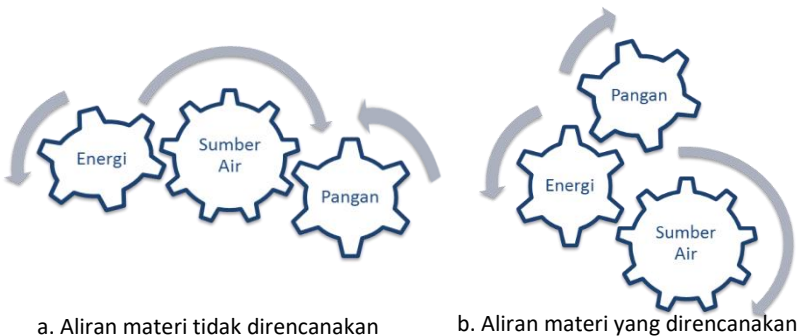 Energi
Sumber
Air
Pangan
a. Aliran materi tidak direncanakan
Pangan
Energi
Sumber
Air
b. Aliran materi yang direncanakan